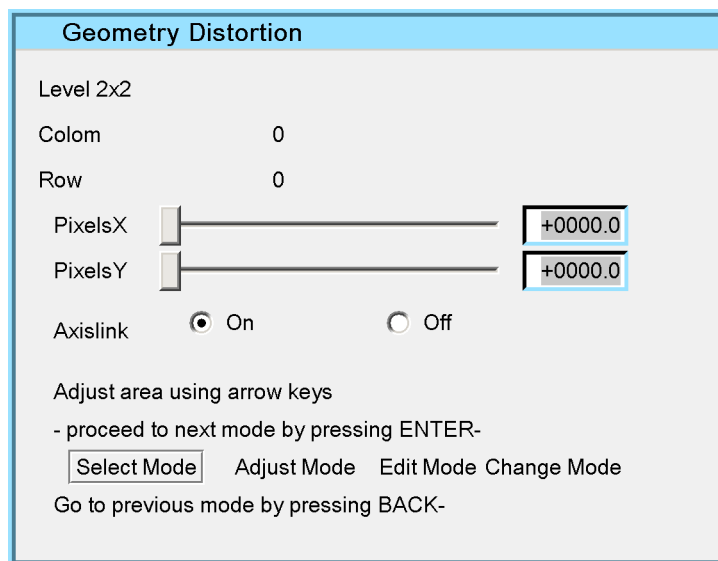 Geometry Distortion
Level 2x2
Colom 0
Row 0
PixelsX +0000.0
PixelsY +0000.0
Axislink On Off
Adjust area using arrow keys
- proceed to next mode by pressing ENTER-
Select Mode Adjust Mode Edit Mode Change Mode
Go to previous mode by pressing BACK-